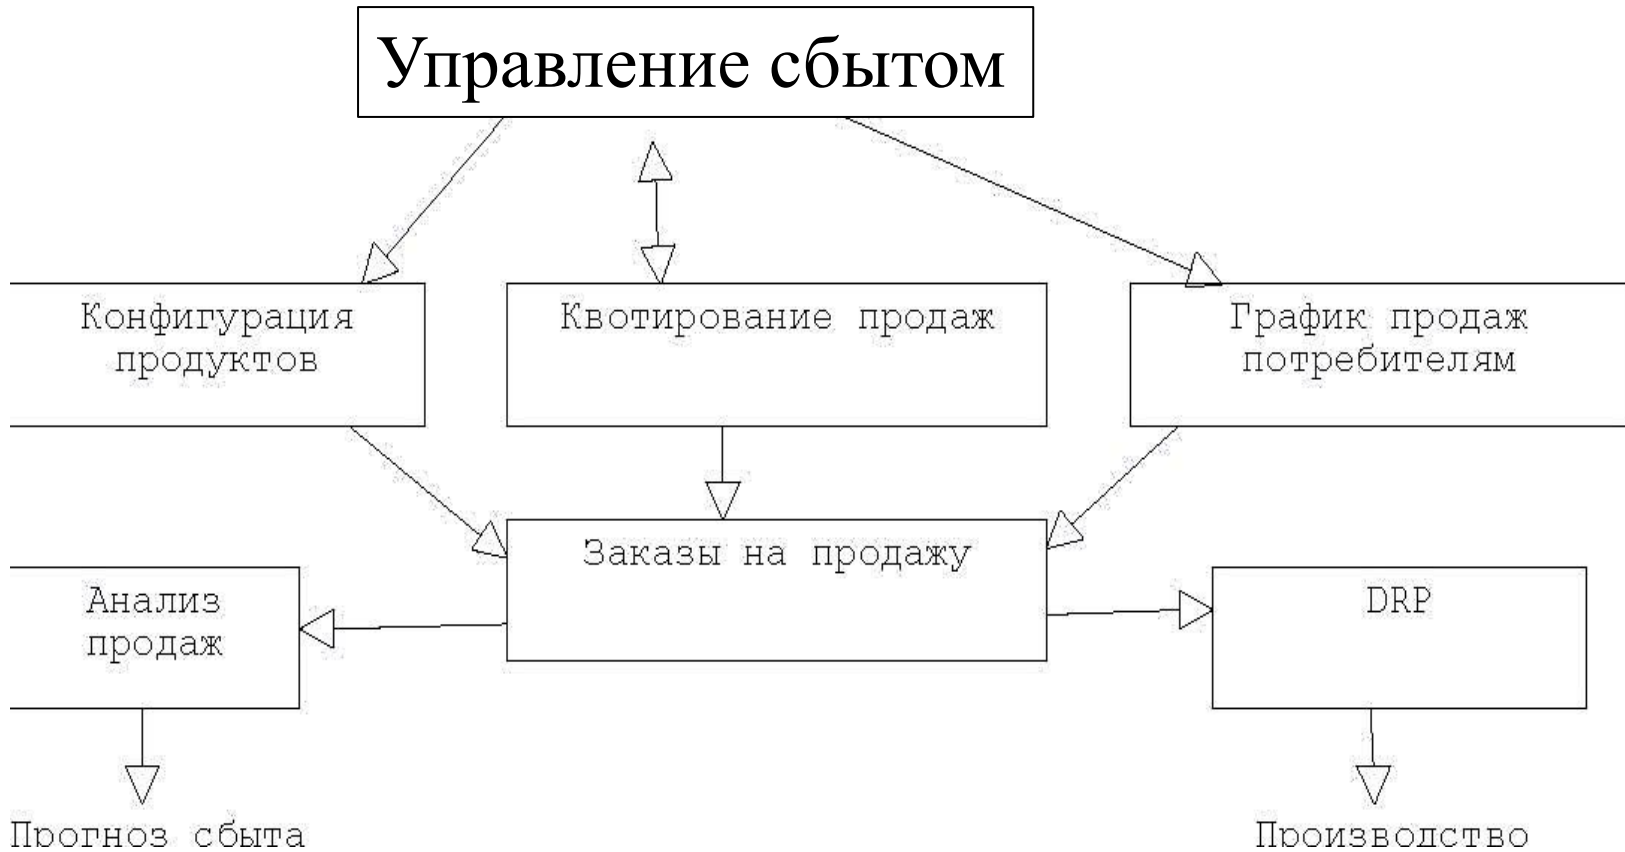 Управление сбытом
Конфигурация
продуктов
Квотирование продаж
График продаж
потребителям
Заказы на продажу
Анализ
продаж
DRP
Прогноз сбыта
Производство